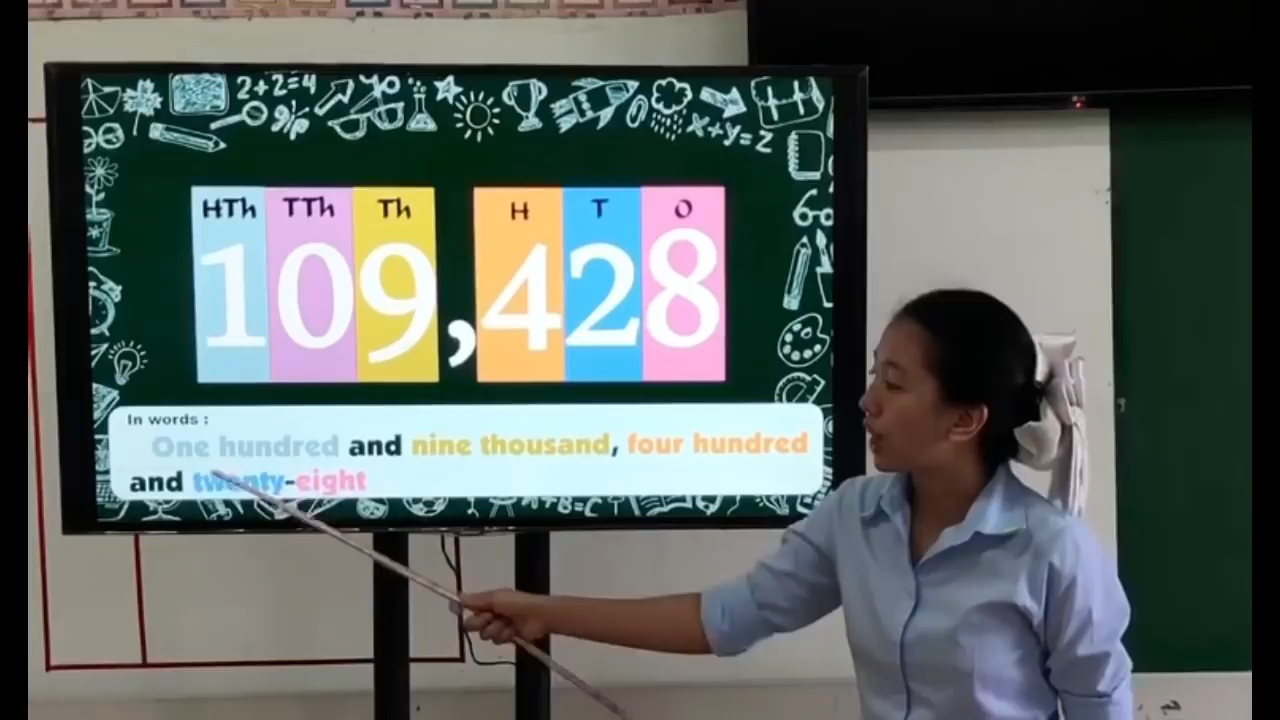 2+2=4
x+y=z
HTh TTh Th H T O
109,428
In words :
One hundred and nine thousand, four hundred
and twenty-eight
A+B=C